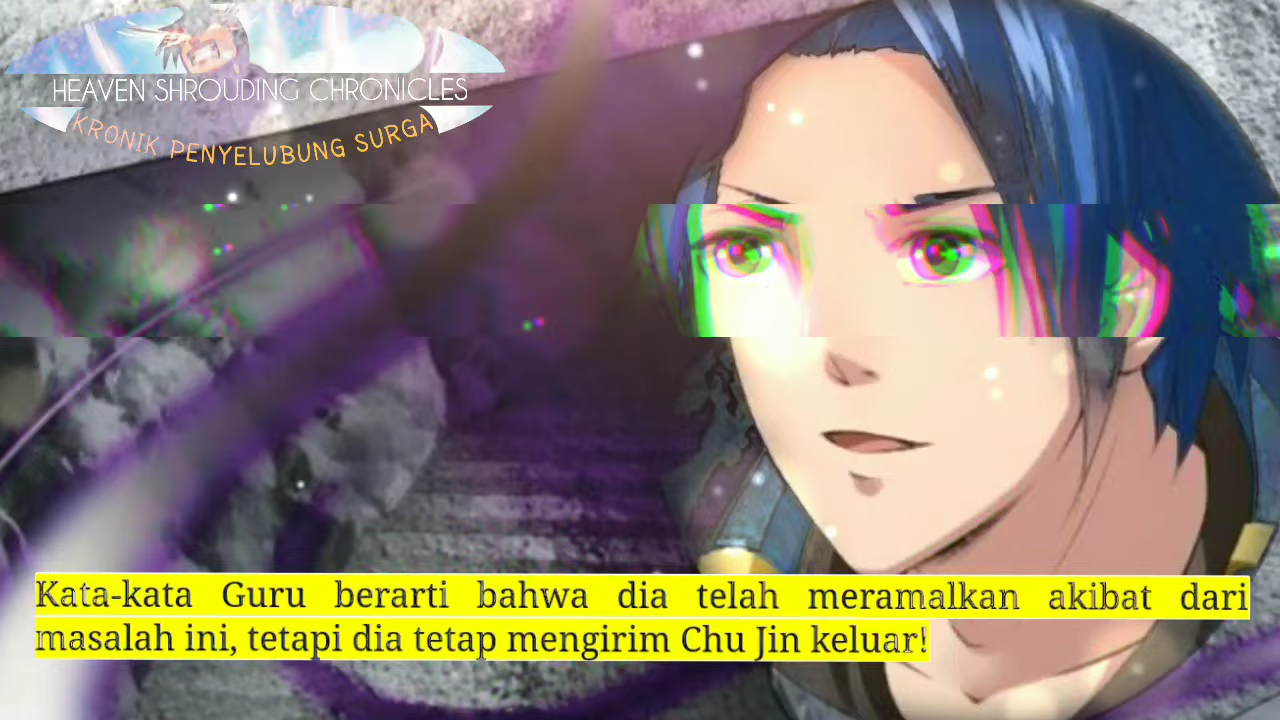 HEAVEN SHROUDING CHRONICLES
KRONIK PENYELUBUNG SURGA
Kata-kata Guru berarti bahwa dia telah meramalkan akibat dari
masalah ini, tetapi dia tetap mengirim Chu Jin keluar!